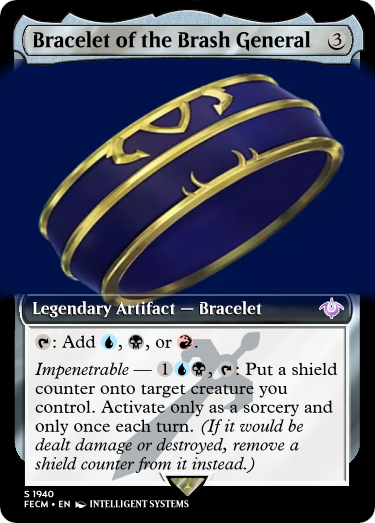 Bracelet of the Brash General 3
Legendary Artifact — Bracelet
: Add , , or .
Impenetrable — 1 , : Put a shield
counter onto target creature you
control. Activate only as a sorcery and
only once each turn. (If it would be
dealt damage or destroyed, remove a
shield counter from it instead.)
S 1940
FECM • EN INTELLIGENT SYSTEMS